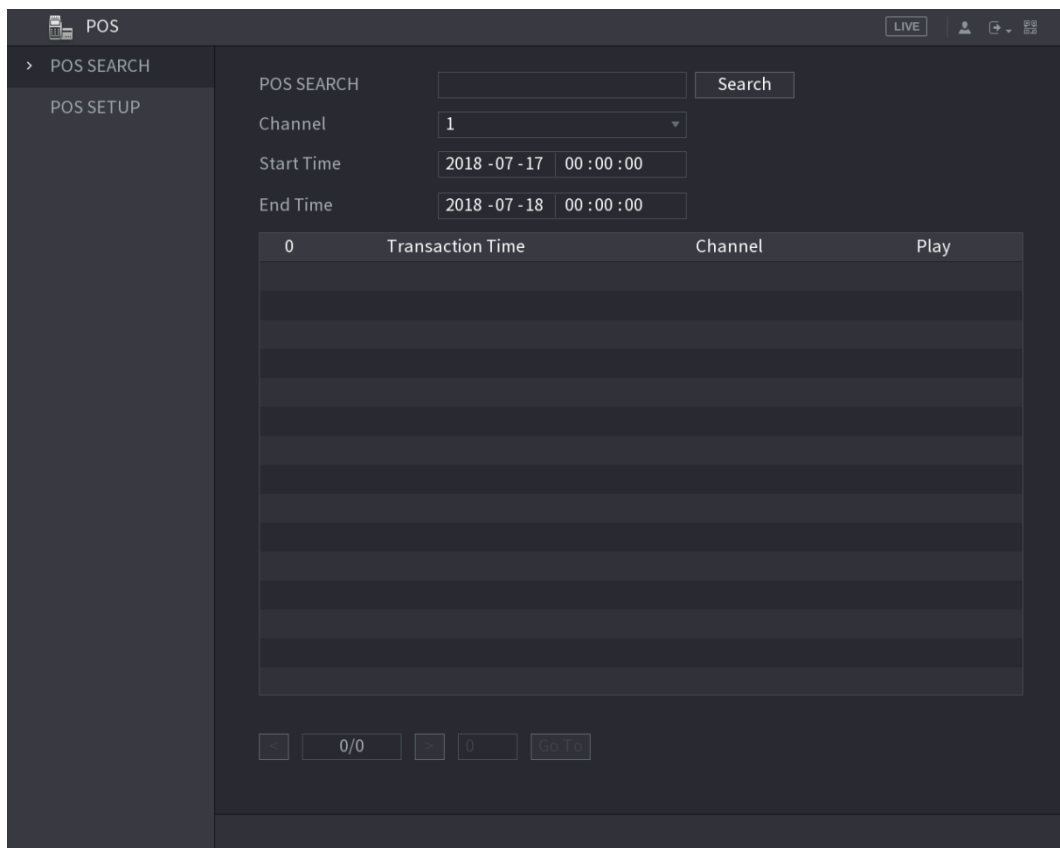 POS LIVE
> POS SEARCH
POS SETUP
POS SEARCH Search
Channel 1
Start Time 2018 -07 -17 00 :00 :00
End Time 2018 -07 -18 00 :00 :00
0 Transaction Time Channel Play
< 0/0 > 0 Go To